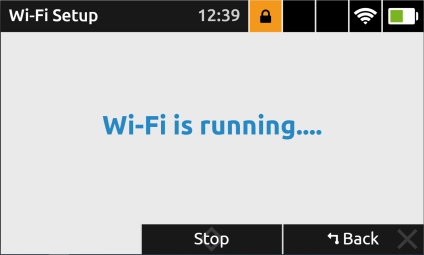 Wi-Fi Setup 12:39
Wi-Fi is running....
Stop Back